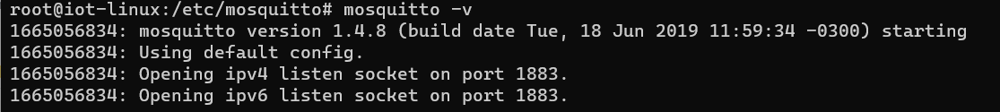 root@iot-linux:/etc/mosquitto# mosquitto -v
1665056834: mosquitto version 1.4.8 (build date Tue, 18 Jun 2019 11:59:34 -0300) starting
1665056834: Using default config.
1665056834: Opening ipv4 listen socket on port 1883.
1665056834: Opening ipv6 listen socket on port 1883.